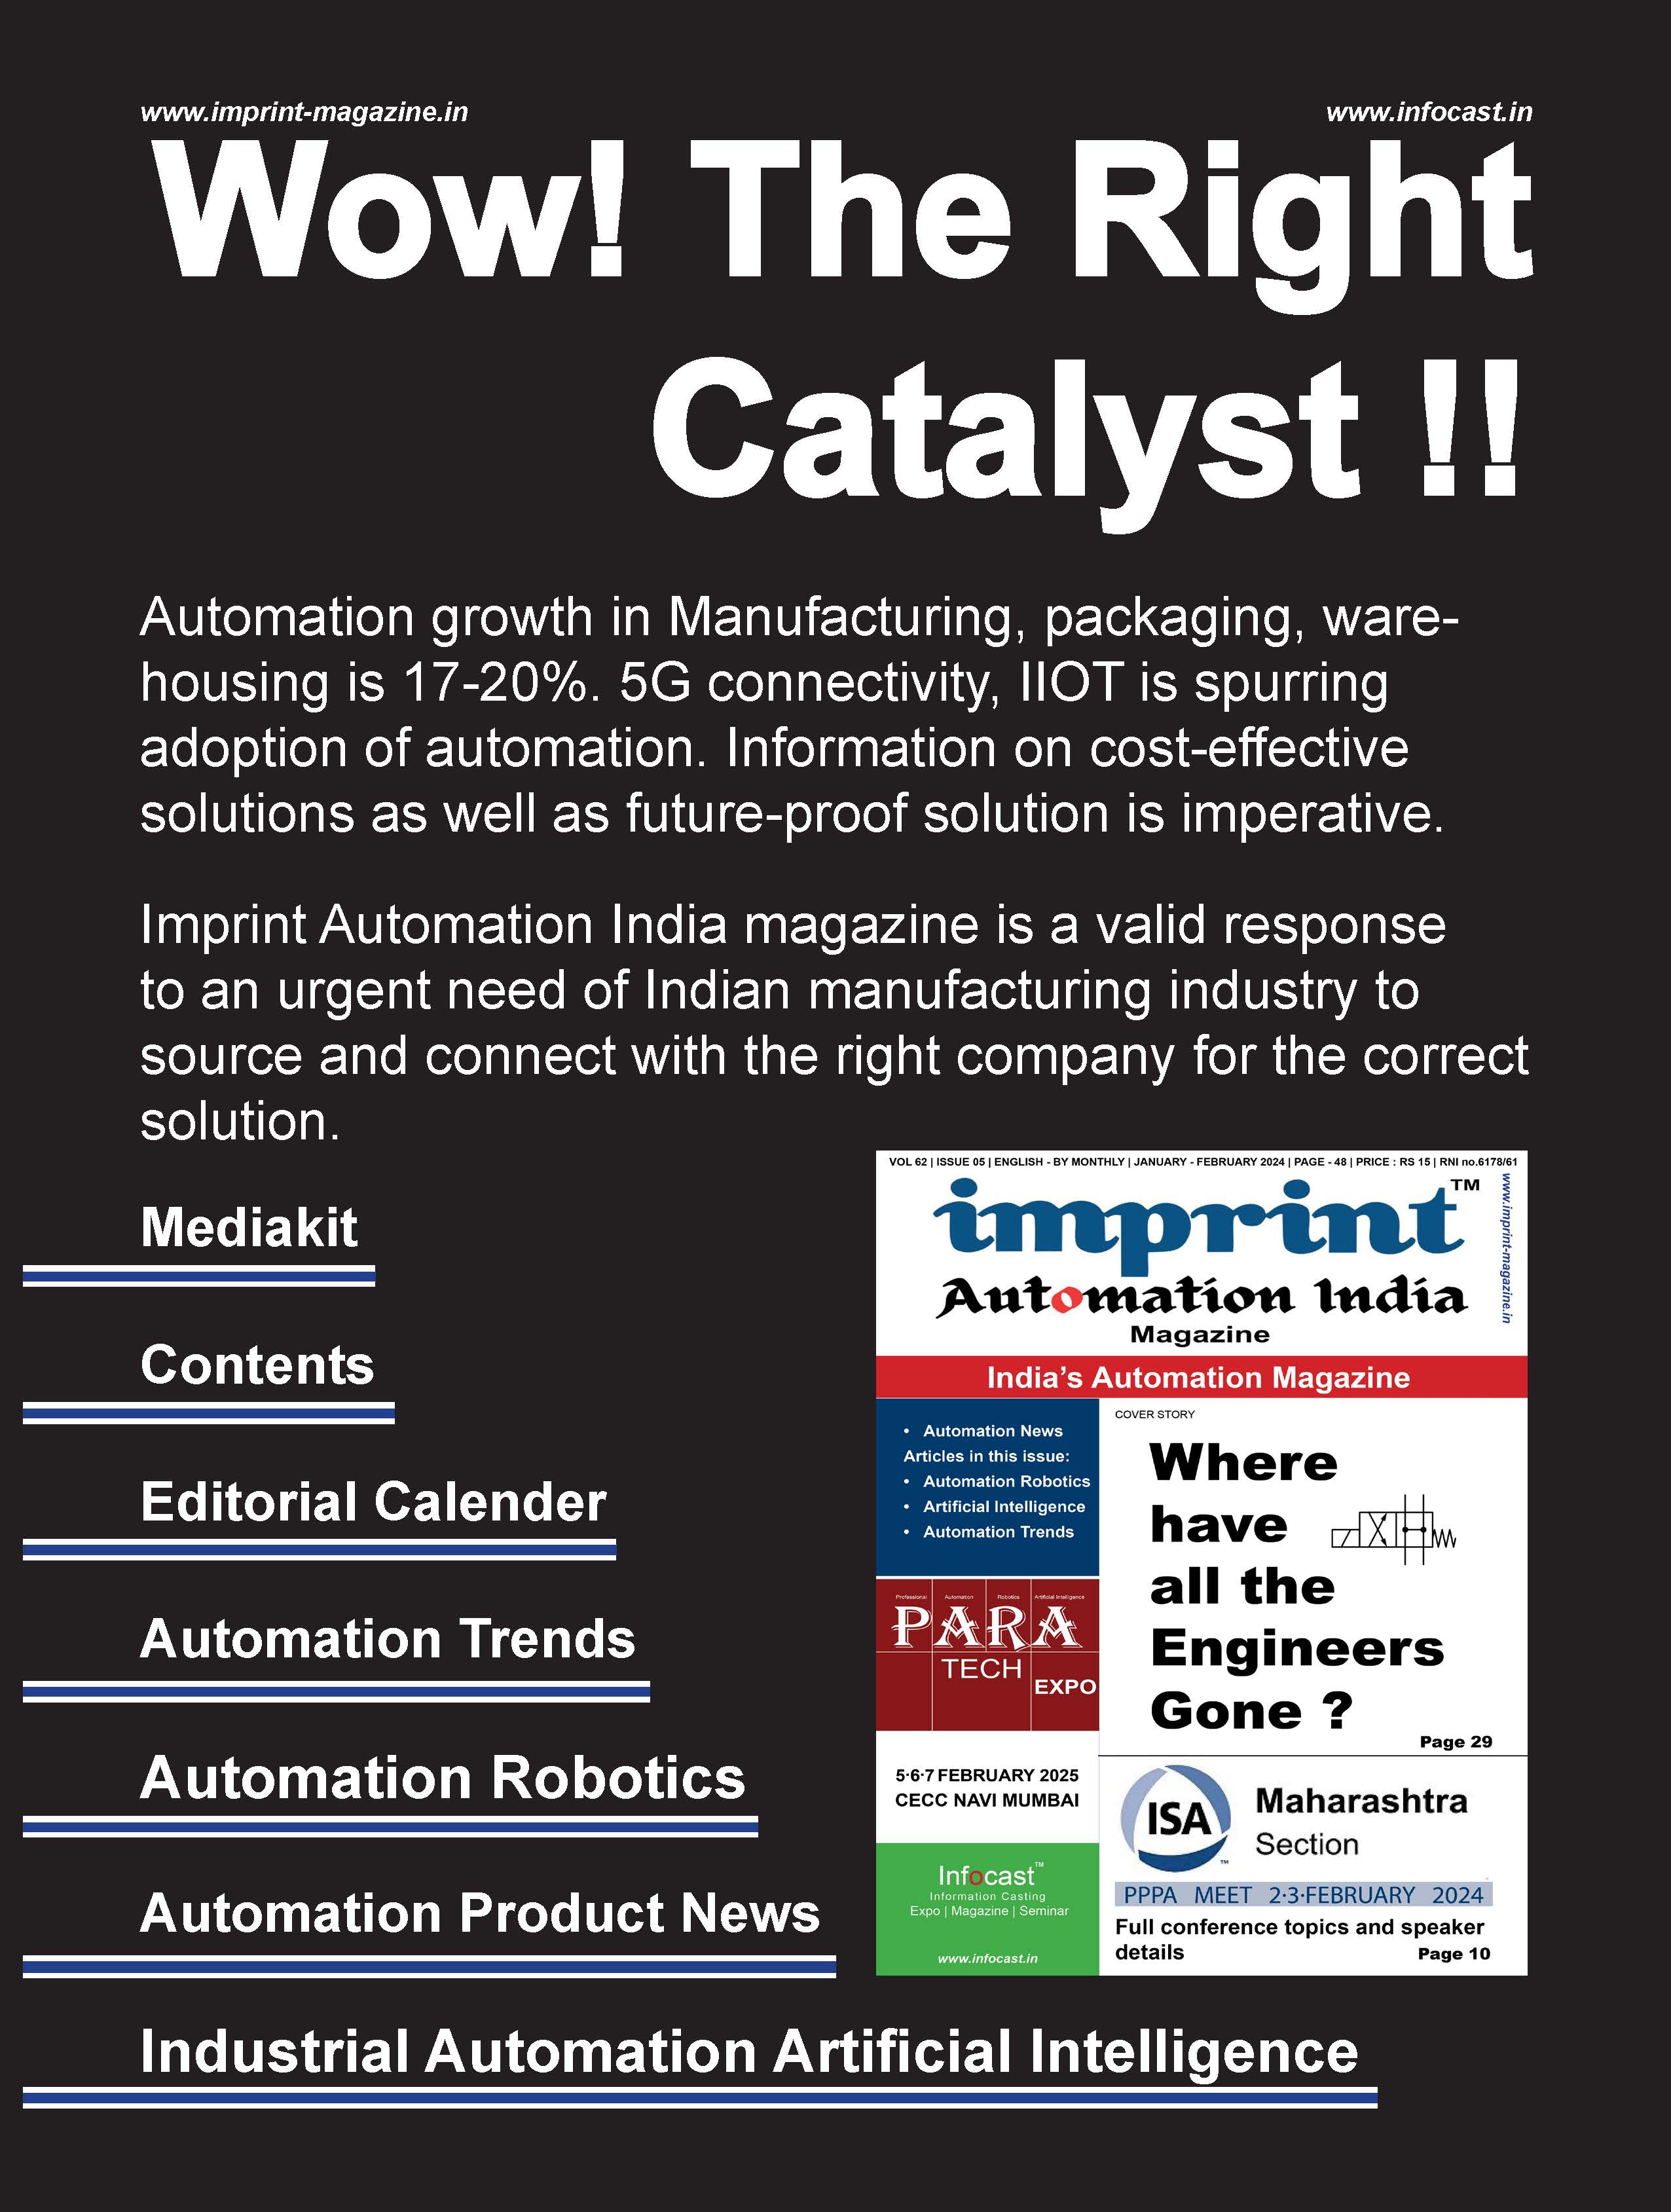 www.imprint-magazine.in
www.infocast.in
Wow! The Right
Catalyst !!
Automation growth in Manufacturing, packaging, ware-
housing is 17-20%. 5G connectivity, IIOT is spurring
adoption of automation. Information on cost-effective
solutions as well as future-proof solution is imperative.
Imprint Automation India magazine is a valid response
to an urgent need of Indian manufacturing industry to
source and connect with the right company for the correct
solution.
Mediakit
Contents
Editorial Calender
Automation Trends
Automation Robotics
Automation Product News
Industrial Automation Artificial Intelligence
VOL 62 | ISSUE 05 | ENGLISH - BY MONTHLY | JANUARY - FEBRUARY 2024 | PAGE - 48 | PRICE : RS 15 | RNI no.6178/61
imprint™
www.imprint-magazine.in
Automation India
Magazine
India's Automation Magazine
• Automation News
Articles in this issue:
• Automation Robotics
• Artificial Intelligence
• Automation Trends
Professional Automation Robotics Artificial Intelligence
PARA
TECH
EXPO
5·6·7 FEBRUARY 2025
CECC NAVI MUMBAI
Infocast™
Information Casting
Expo | Magazine | Seminar
www.infocast.in
COVER STORY
Where
have
all the
Engineers
Gone ?
Page 29
ISA™
Maharashtra
Section
PPPA MEET 2·3·FEBRUARY 2024
Full conference topics and speaker
details Page 10